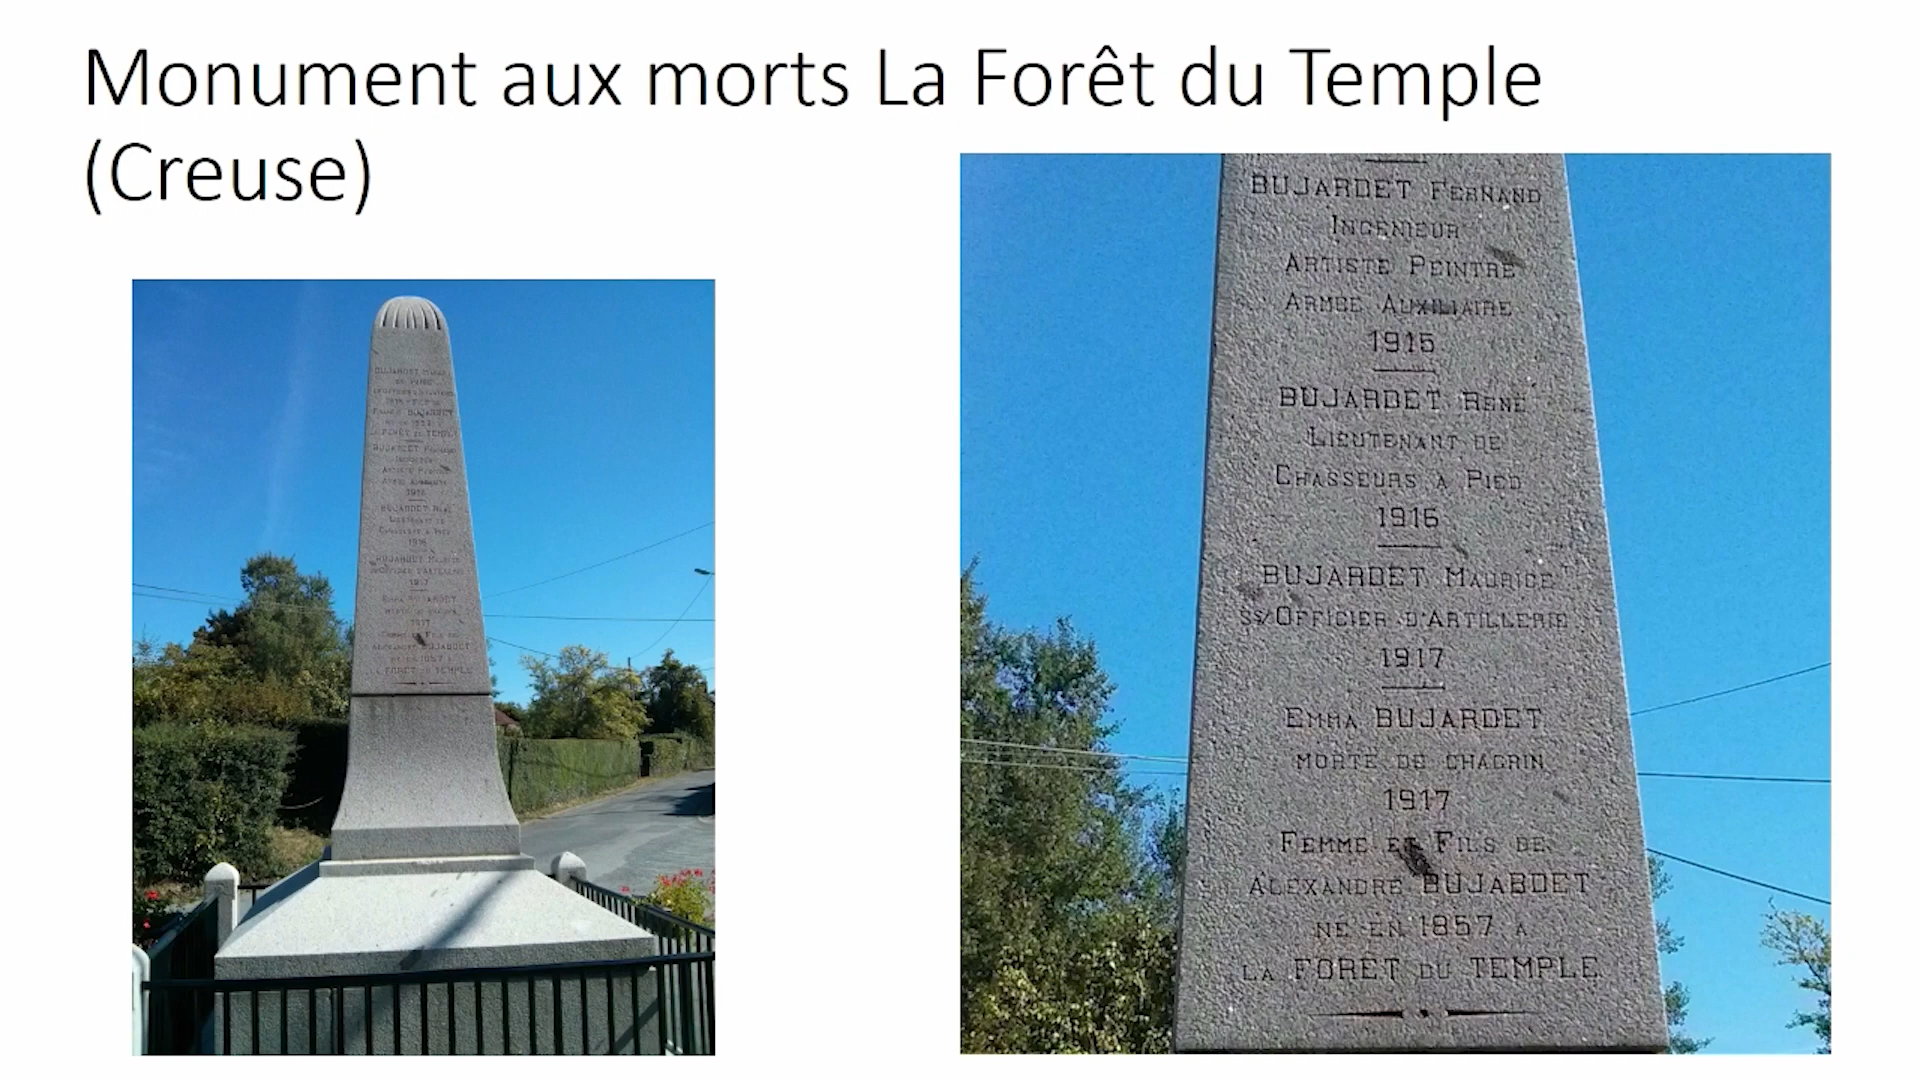 Monument aux morts La Forêt du Temple
(Creuse)
BUJARDET FERNAND
INGENIEUR
ARTISTE PEINTRE
ARMEE AUXILIAIRE
1915
BUJARDET RENE
LIEUTENANT DE
CHASSEURS A PIED
1916
BUJARDET MAURICE
SS/OFFICIER D'ARTILLERIE
1917
EMMA BUJARDET
MORTE DE CHAGRIN
1917
FEMME ET FILS DE
ALEXANDRE BUJARDET
NE EN 1857 A
LA FORET DU TEMPLE